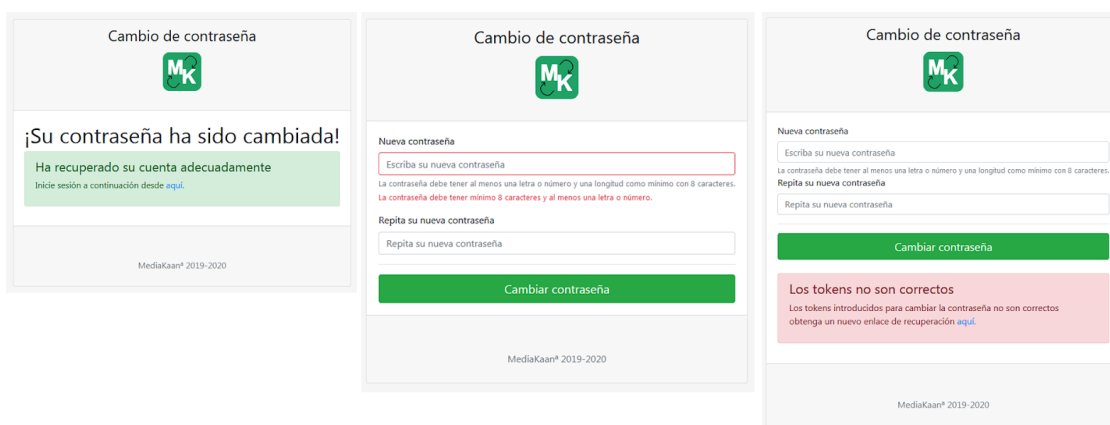 Cambio de contraseña
MK
¡Su contraseña ha sido cambiada!
Ha recuperado su cuenta adecuadamente
Inicie sesión a continuación desde aquí.
MediaKaanª 2019-2020
Cambio de contraseña
MK
Nueva contraseña
Escriba su nueva contraseña
La contraseña debe tener al menos una letra o número y una longitud como mínimo con 8 caracteres.
La contraseña debe tener mínimo 8 caracteres y al menos una letra o número.
Repita su nueva contraseña
Repita su nueva contraseña
Cambiar contraseña
MediaKaanª 2019-2020
Cambio de contraseña
MK
Nueva contraseña
Escriba su nueva contraseña
La contraseña debe tener al menos una letra o número y una longitud como mínimo con 8 caracteres.
Repita su nueva contraseña
Repita su nueva contraseña
Cambiar contraseña
Los tokens no son correctos
Los tokens introducidos para cambiar la contraseña no son correctos
obtenga un nuevo enlace de recuperación aquí.
MediaKaanª 2019-2020